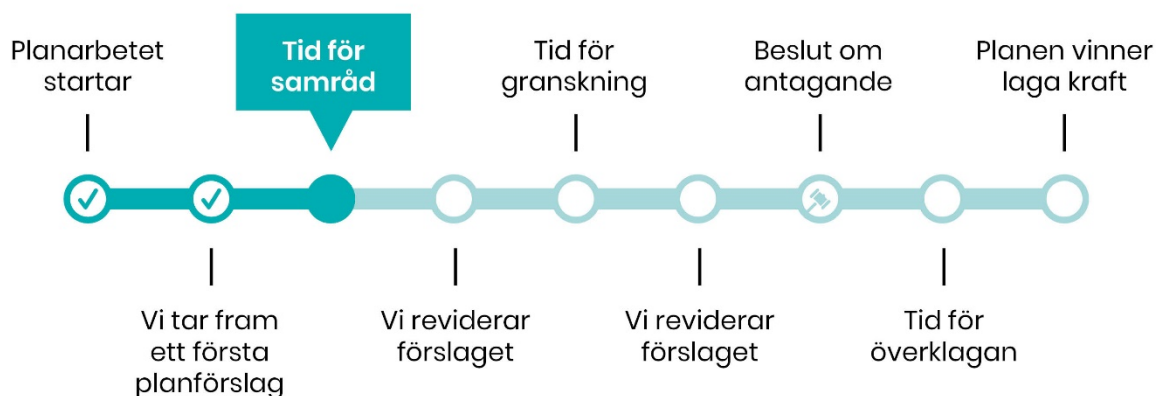 Planarbetet
startar
Tid för
samråd
Tid för
granskning
Beslut om
antagande
Planen vinner
laga kraft
Vi tar fram
ett första
planförslag
Vi reviderar
förslaget
Vi reviderar
förslaget
Tid för
överklagan